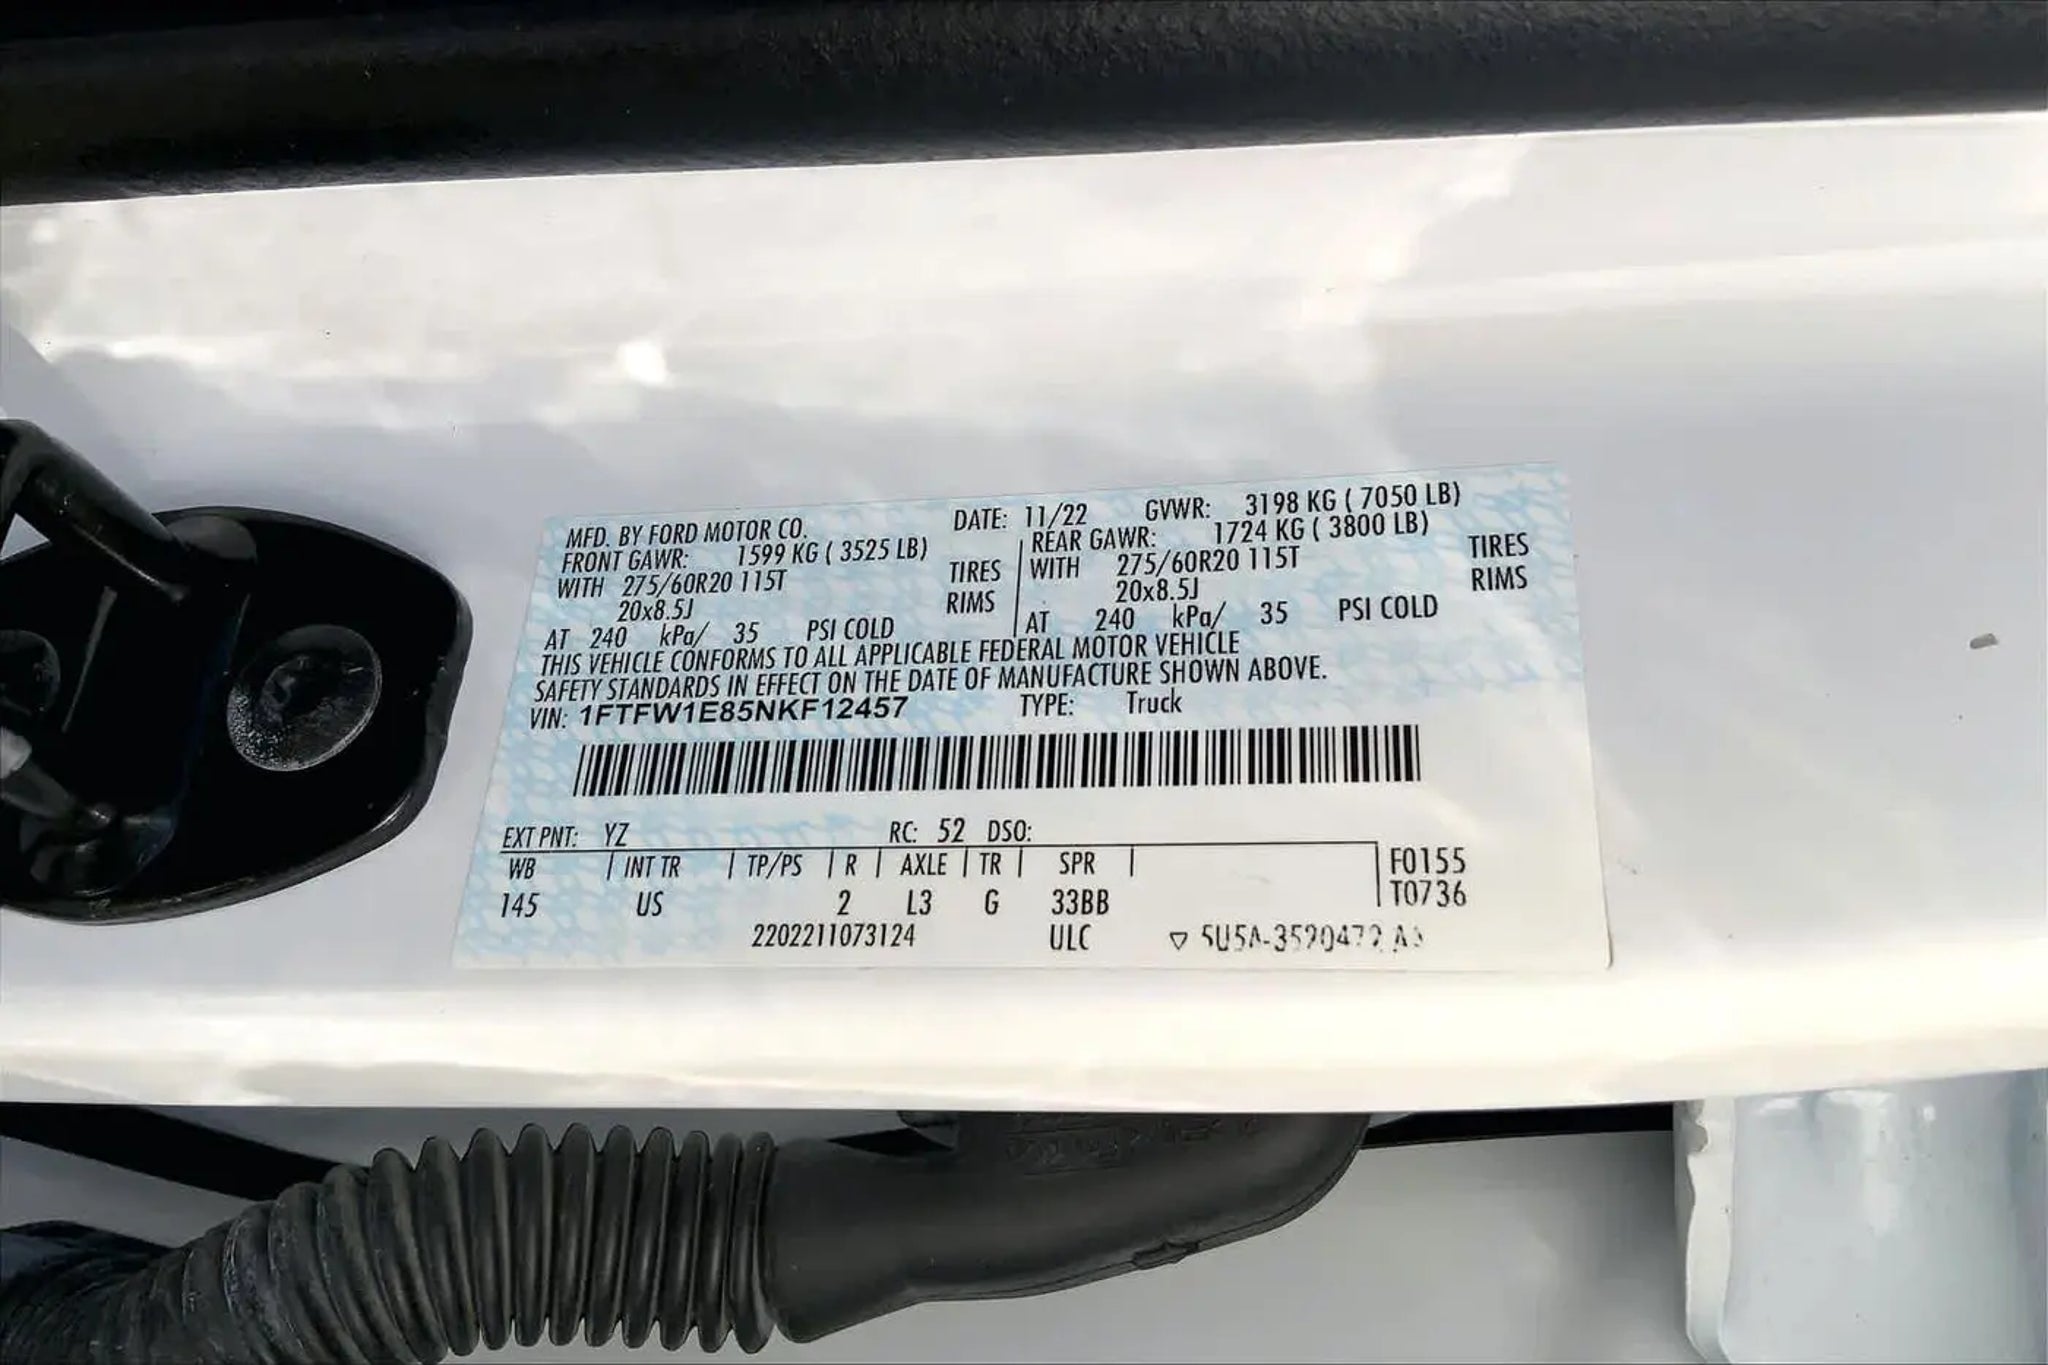 MFD. BY FORD MOTOR CO. DATE: 11/22 GVWR: 3198 KG ( 7050 LB)
FRONT GAWR: 1599 KG ( 3525 LB) REAR GAWR: 1724 KG ( 3800 LB)
WITH 275/60R20 115T TIRES WITH 275/60R20 115T TIRES
20x8.5J RIMS 20x8.5J RIMS
AT 240 kPa/ 35 PSI COLD AT 240 kPa/ 35 PSI COLD
THIS VEHICLE CONFORMS TO ALL APPLICABLE FEDERAL MOTOR VEHICLE
SAFETY STANDARDS IN EFFECT ON THE DATE OF MANUFACTURE SHOWN ABOVE.
VIN: 1FTFW1E85NKF12457 TYPE: Truck
EXT PNT: YZ RC: 52 DSO:
WB INT TR TP/PS R AXLE TR SPR F0155
145 US 2 L3 G 33BB T0736
2202211073124 ULC